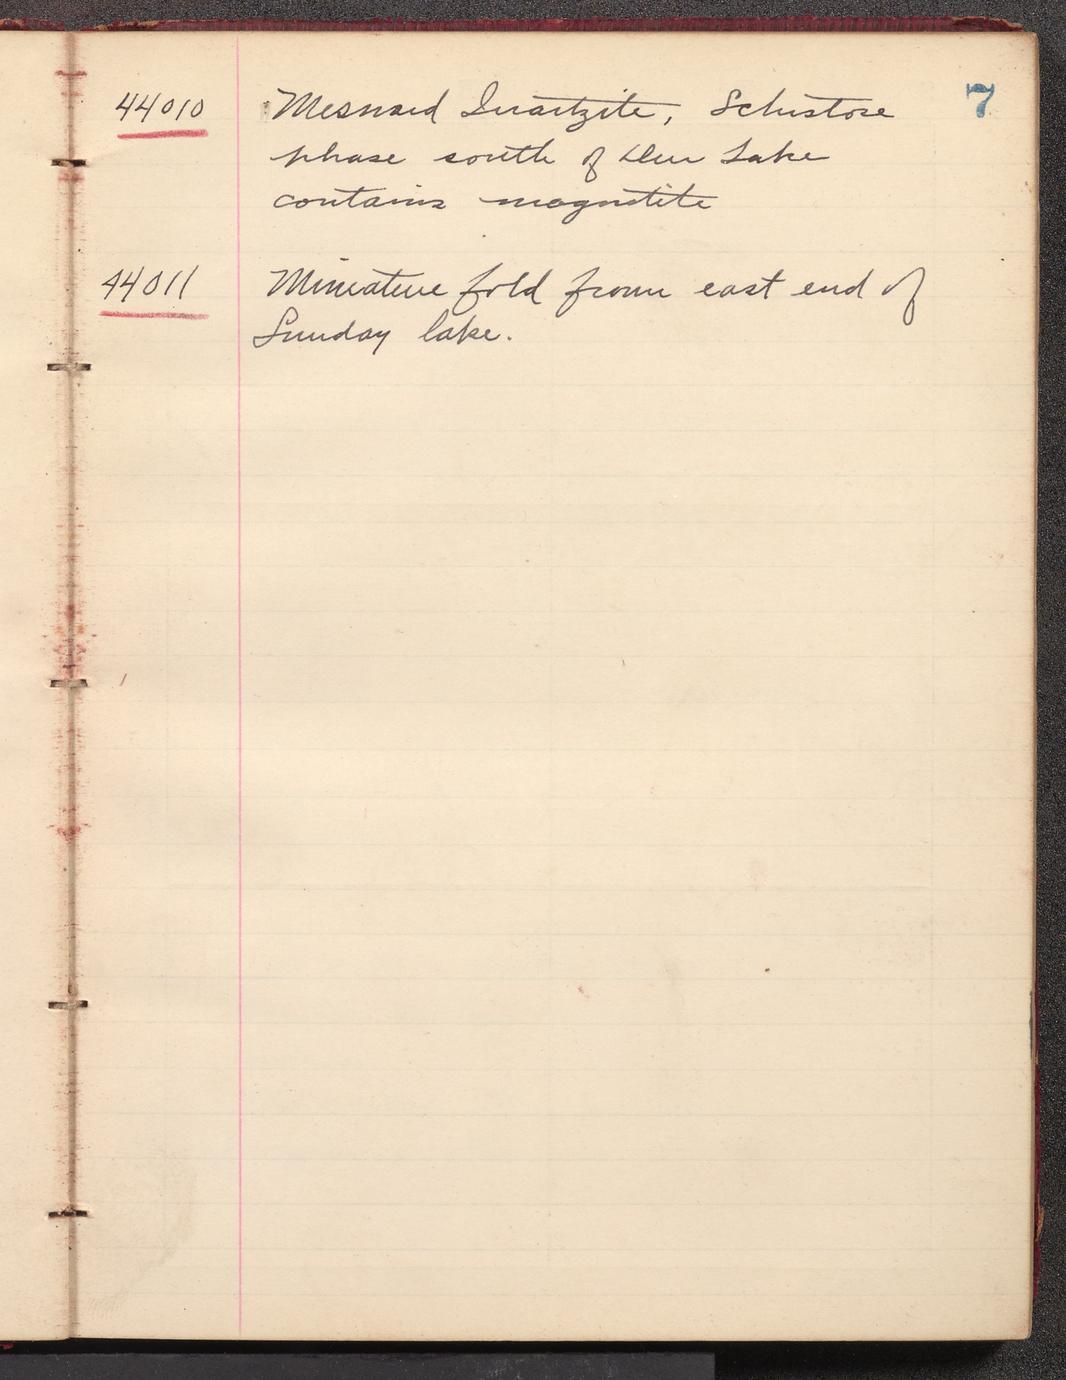 7
44010 Mesnard Quartzite, Schistose
phase south of Deer Lake
contains magnetite
44011 Miniature fold from east end of
Sunday lake.